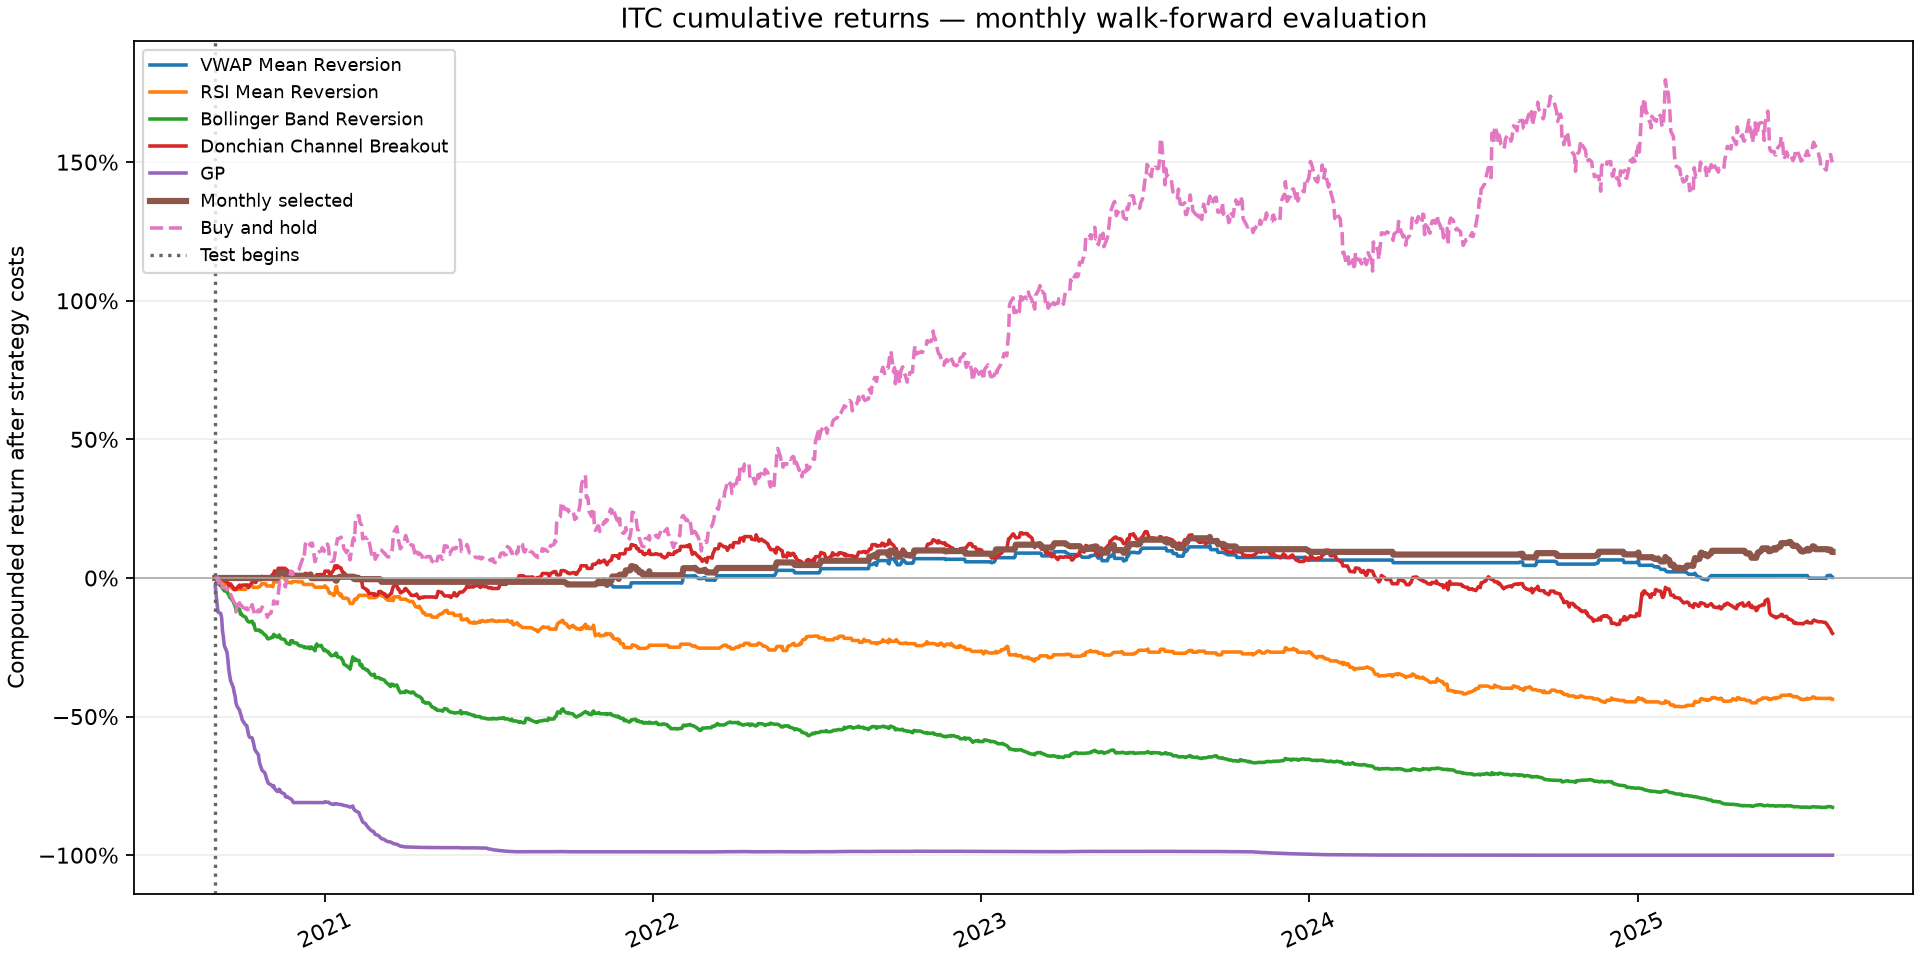 ITC cumulative returns — monthly walk-forward evaluation
VWAP Mean Reversion
RSI Mean Reversion
Bollinger Band Reversion
Donchian Channel Breakout
GP
Monthly selected
Buy and hold
Test begins
Compounded return after strategy costs
150%
100%
50%
0%
−50%
−100%
2021
2022
2023
2024
2025